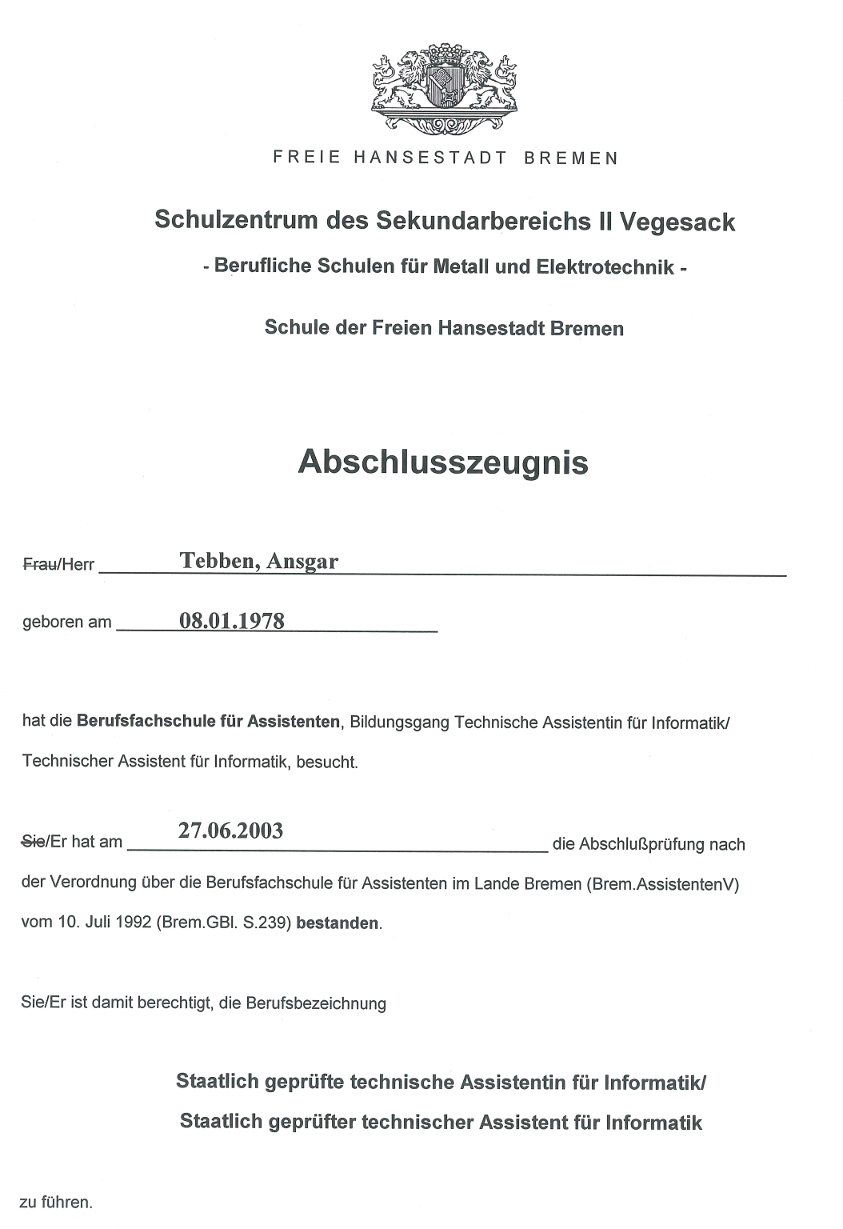 FREIE HANSESTADT BREMEN
Schulzentrum des Sekundarbereichs II Vegesack
- Berufliche Schulen für Metall und Elektrotechnik -
Schule der Freien Hansestadt Bremen
Abschlusszeugnis
Frau/Herr Tebben, Ansgar
geboren am 08.01.1978
hat die Berufsfachschule für Assistenten, Bildungsgang Technische Assistentin für Informatik/
Technischer Assistent für Informatik, besucht.
Sie/Er hat am 27.06.2003 die Abschlußprüfung nach
der Verordnung über die Berufsfachschule für Assistenten im Lande Bremen (Brem.AssistentenV)
vom 10. Juli 1992 (Brem.GBl. S.239) bestanden.
Sie/Er ist damit berechtigt, die Berufsbezeichnung
Staatlich geprüfte technische Assistentin für Informatik/
Staatlich geprüfter technischer Assistent für Informatik
zu führen.